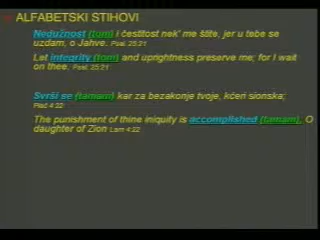 ALFABETSKI STIHOVI
Nedužnost (tom) i čestitost nek' me štite, jer u tebe se
uzdam, o Jahve. Psal. 25:21
Let integrity (tom) and uprightness preserve me; for I wait
on thee. Psal. 25:21
Svrši se (tamam) kar za bezakonje tvoje, kćeri sionska;
Plač 4:22
The punishment of thine iniquity is accomplished (tamam), O
daughter of Zion Lam 4:22